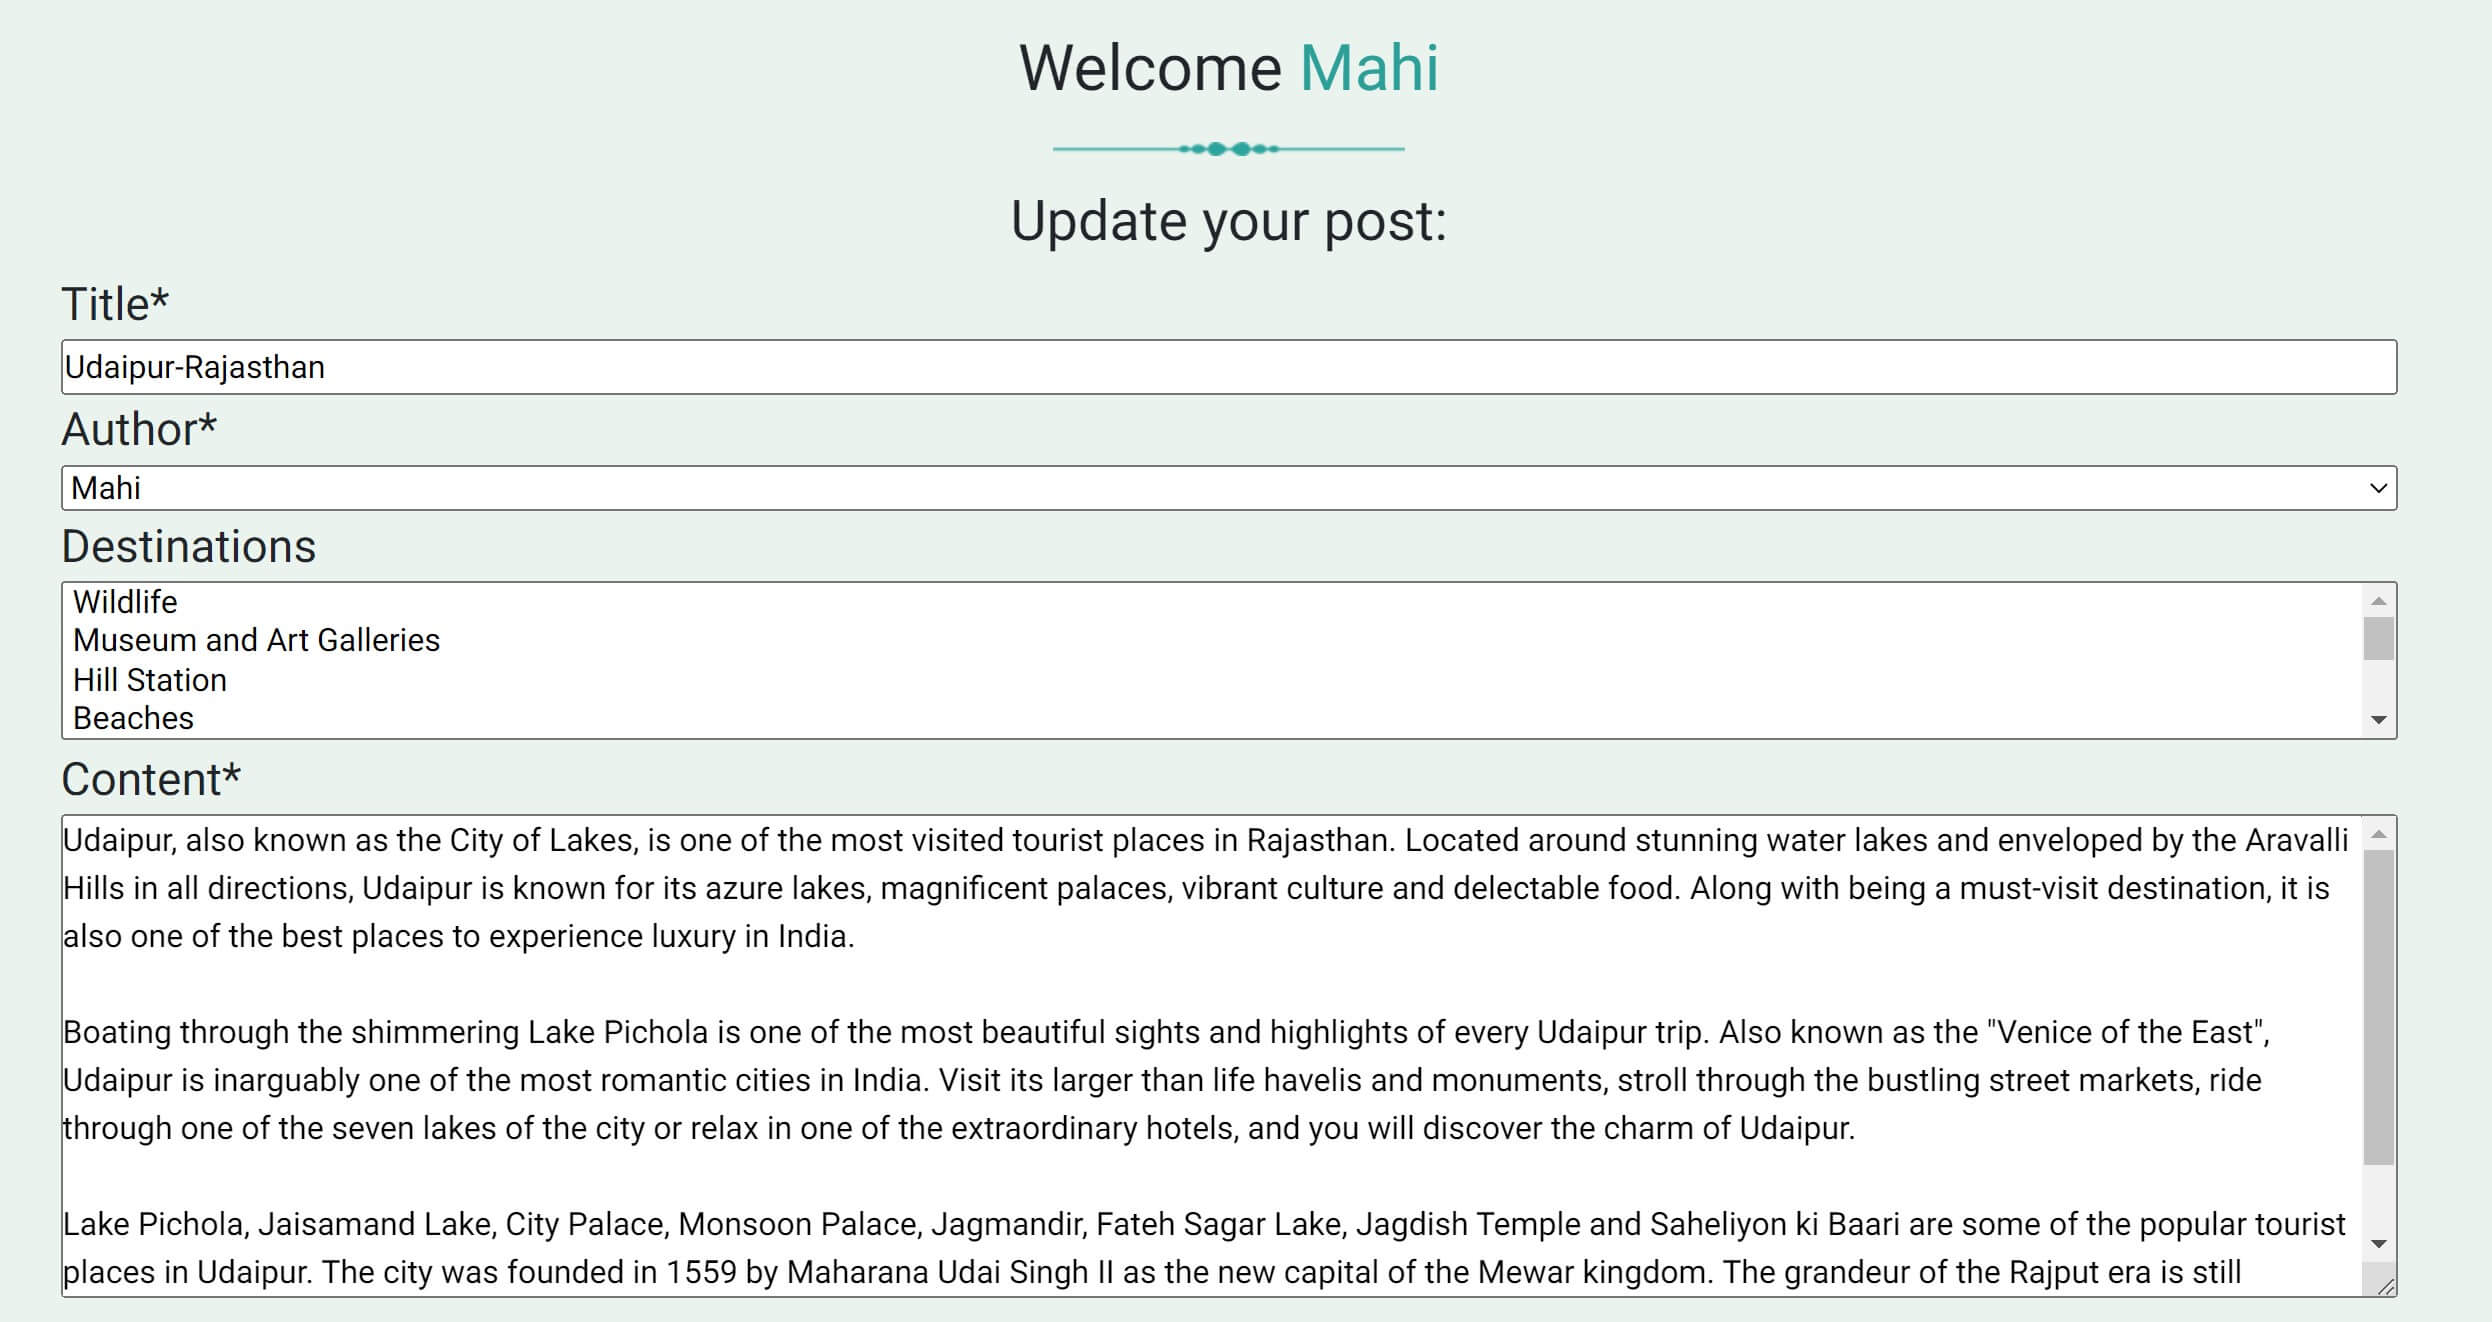 Welcome Mahi
Update your post:
Title*
Udaipur-Rajasthan
Author*
Mahi
Destinations
Wildlife
Museum and Art Galleries
Hill Station
Beaches
Content*
Udaipur, also known as the City of Lakes, is one of the most visited tourist places in Rajasthan. Located around stunning water lakes and enveloped by the Aravalli
Hills in all directions, Udaipur is known for its azure lakes, magnificent palaces, vibrant culture and delectable food. Along with being a must-visit destination, it is
also one of the best places to experience luxury in India.
Boating through the shimmering Lake Pichola is one of the most beautiful sights and highlights of every Udaipur trip. Also known as the "Venice of the East",
Udaipur is inarguably one of the most romantic cities in India. Visit its larger than life havelis and monuments, stroll through the bustling street markets, ride
through one of the seven lakes of the city or relax in one of the extraordinary hotels, and you will discover the charm of Udaipur.
Lake Pichola, Jaisamand Lake, City Palace, Monsoon Palace, Jagmandir, Fateh Sagar Lake, Jagdish Temple and Saheliyon ki Baari are some of the popular tourist
places in Udaipur. The city was founded in 1559 by Maharana Udai Singh II as the new capital of the Mewar kingdom. The grandeur of the Rajput era is still